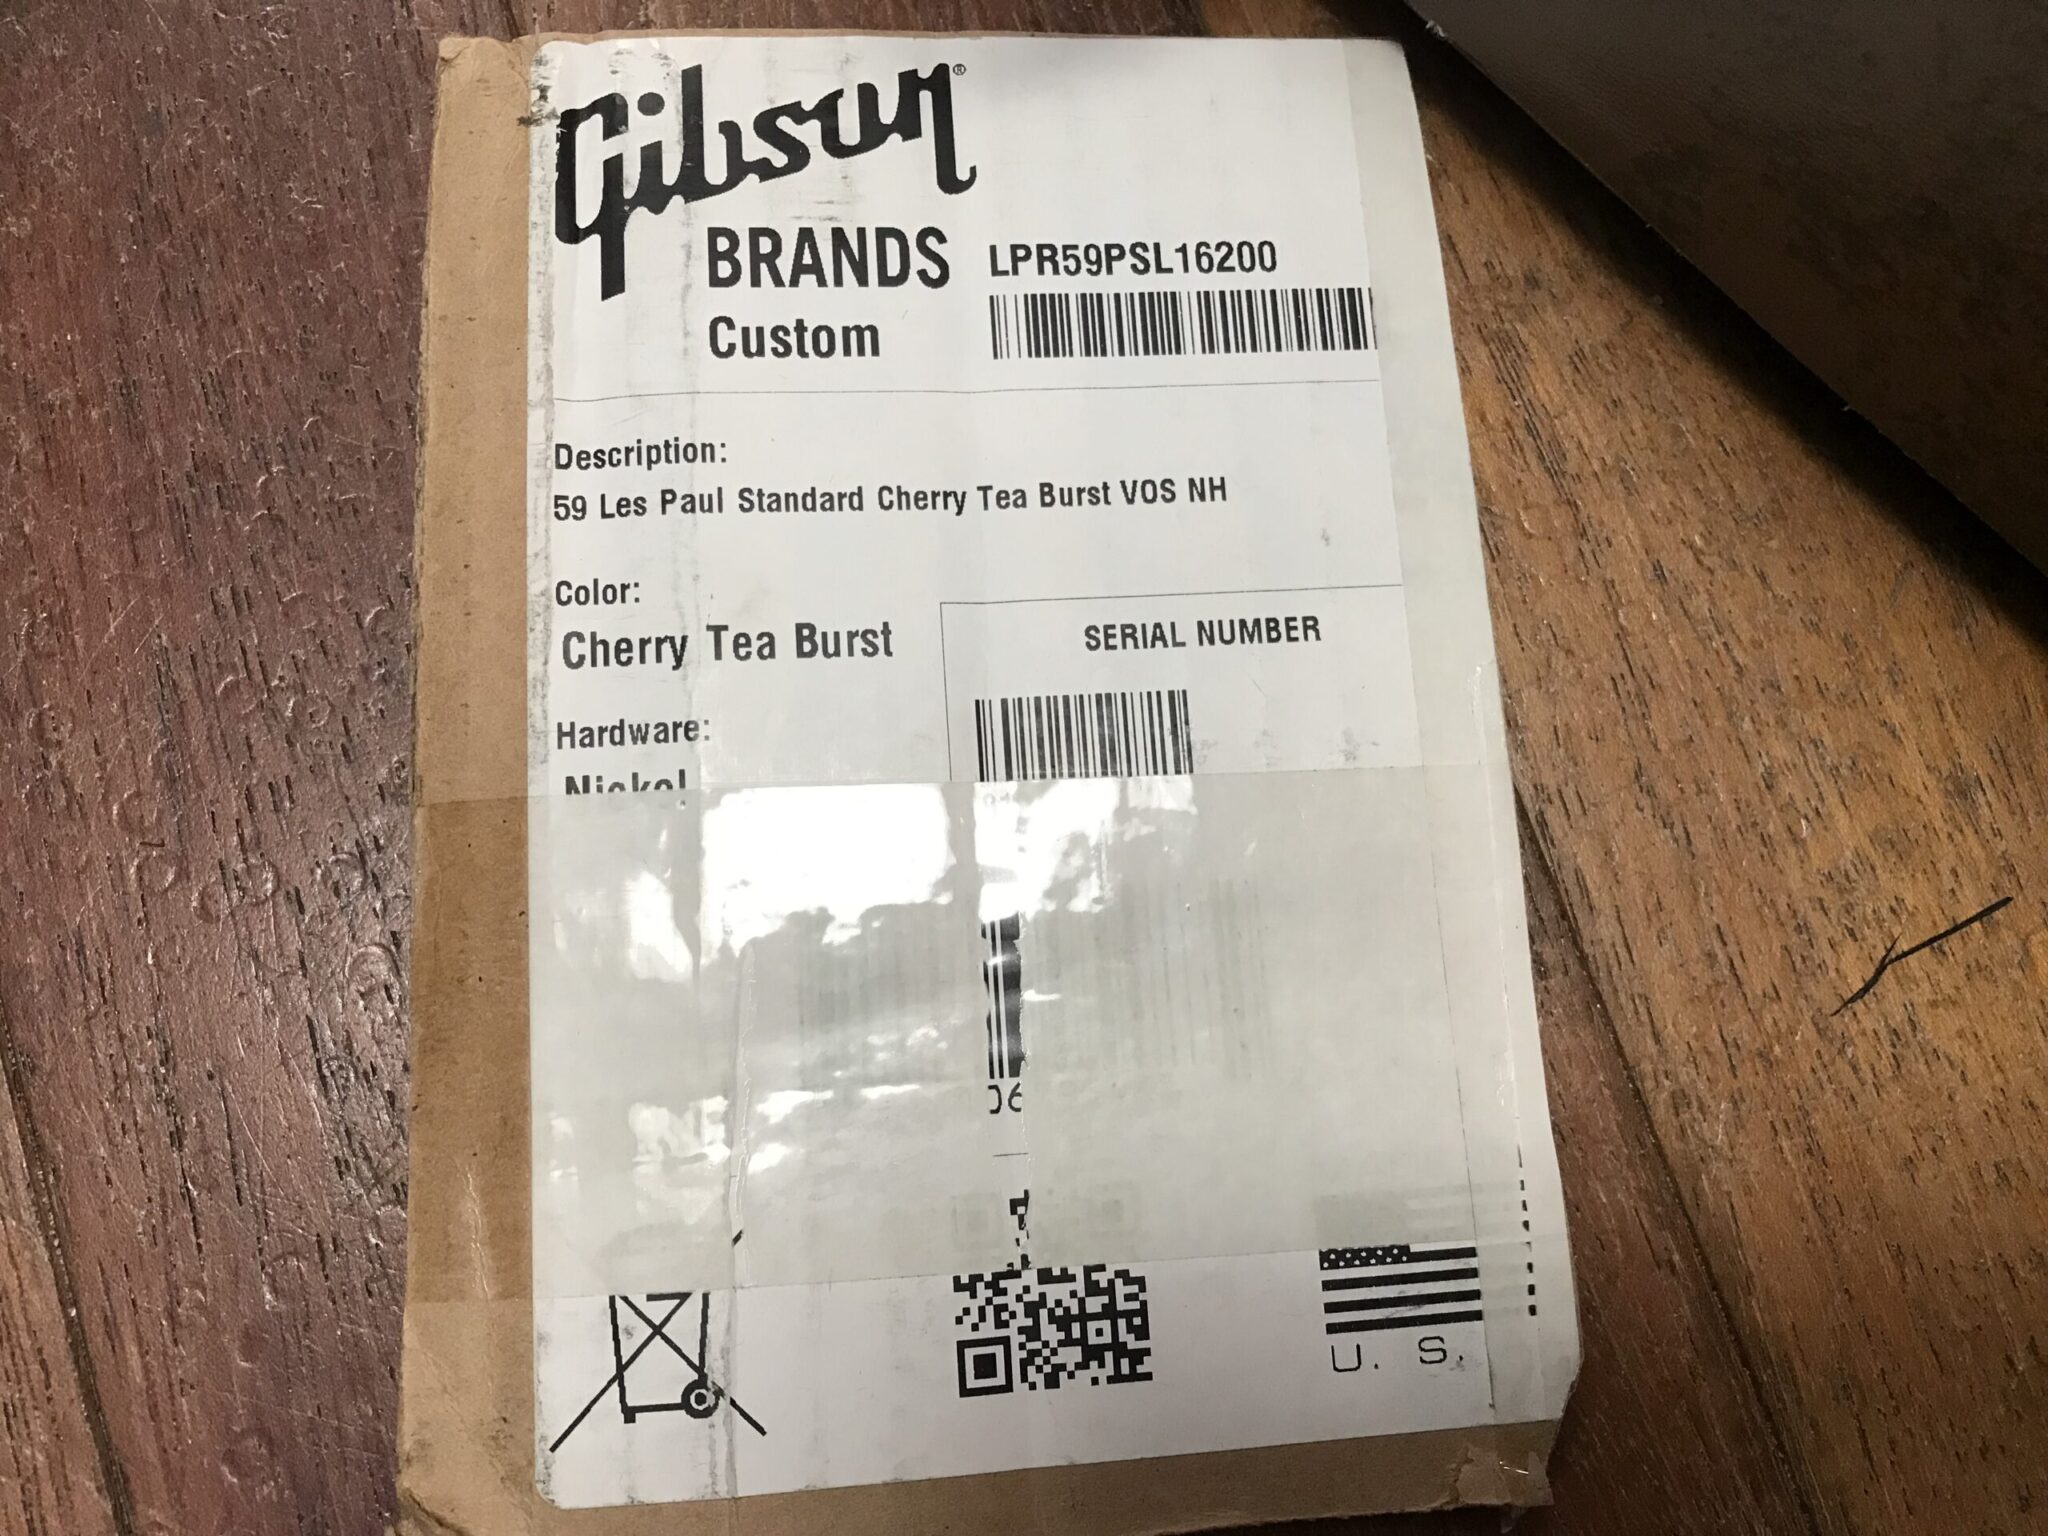 Gibson®
BRANDS
Custom
LPR59PSL16200
Description:
59 Les Paul Standard Cherry Tea Burst VOS NH
Color:
Cherry Tea Burst
SERIAL NUMBER
Hardware:
Nickel
U. S.